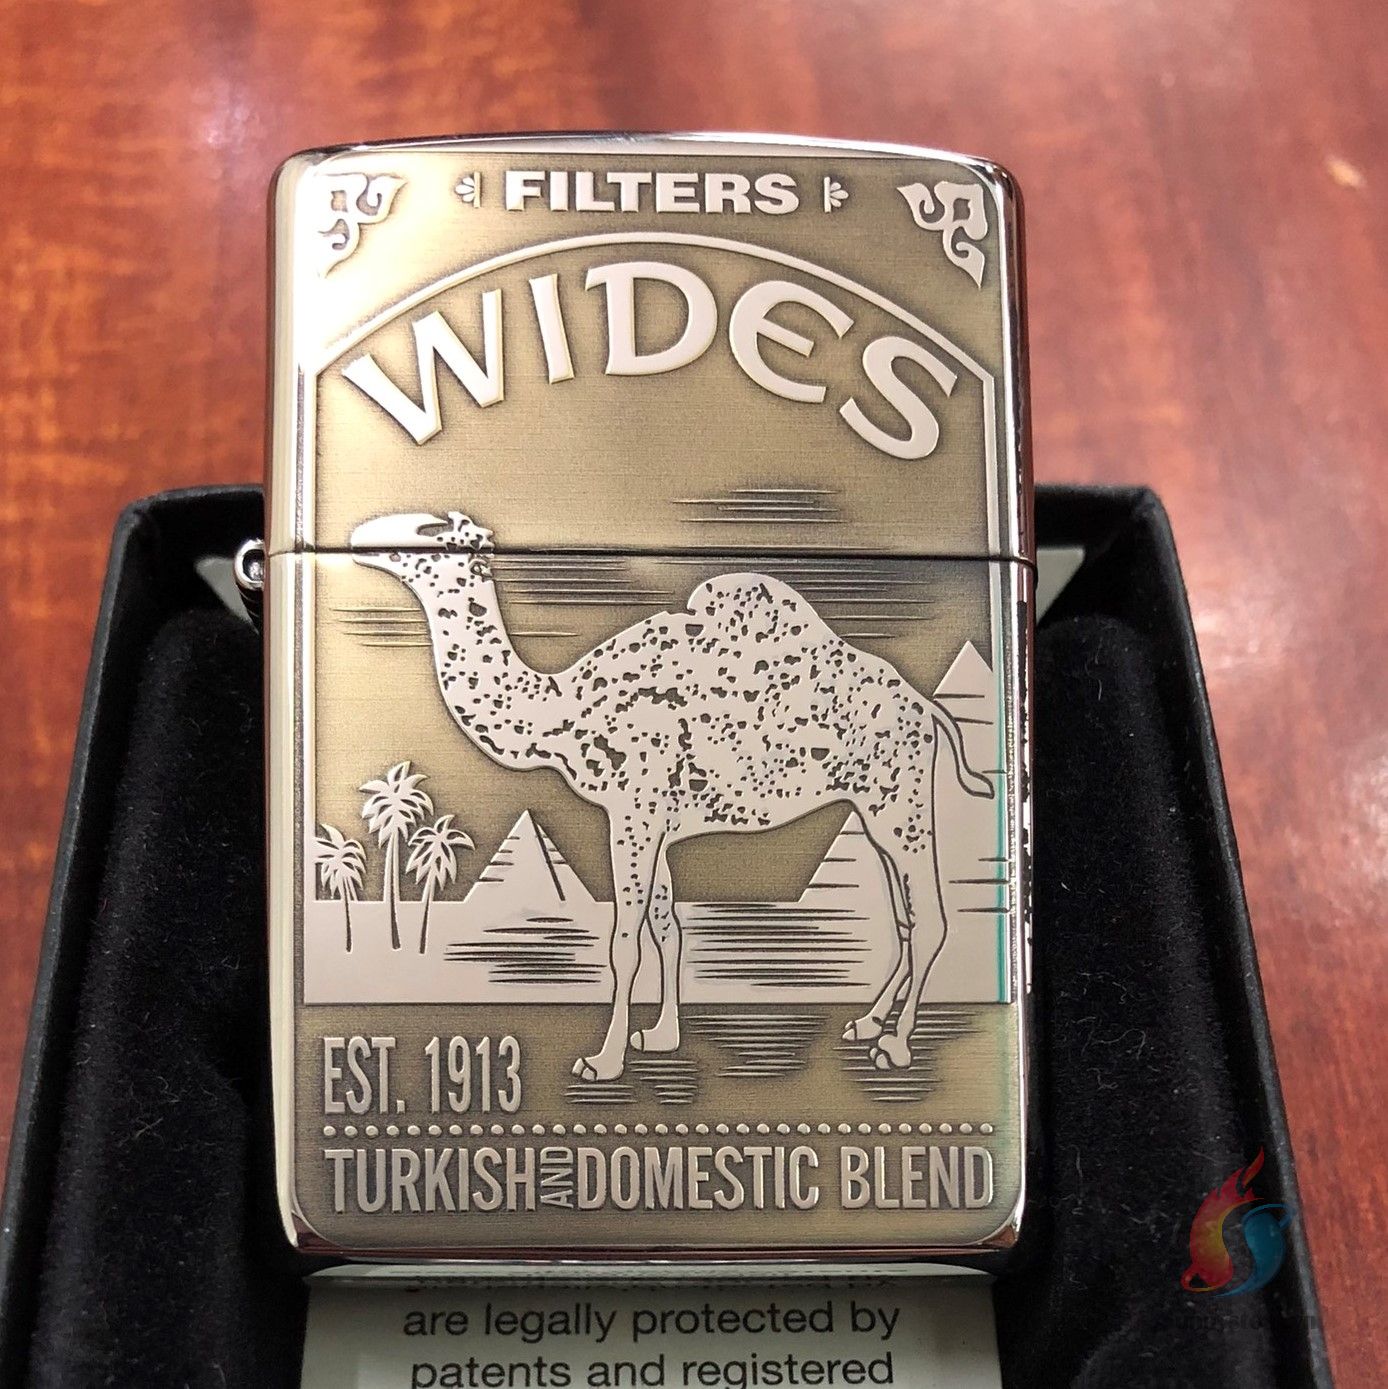 FILTERS
WIDES
EST. 1913
TURKISH AND DOMESTIC BLEND
are legally protected by
patents and registered